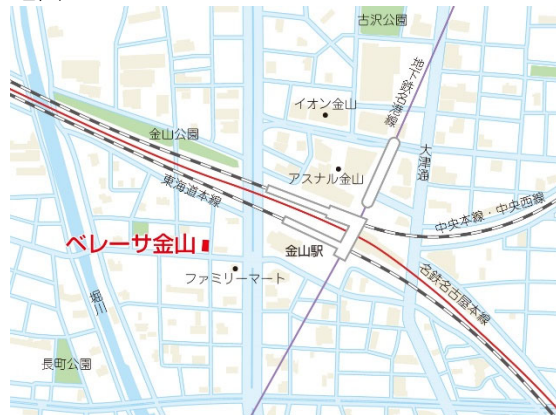 古沢公園
地下鉄名港線
イオン金山
大津通
金山公園
アスナル金山
東海道本線
中央本線・中央西線
ベレーサ金山
金山駅
ファミリーマート
名鉄名古屋本線
堀川
長町公園